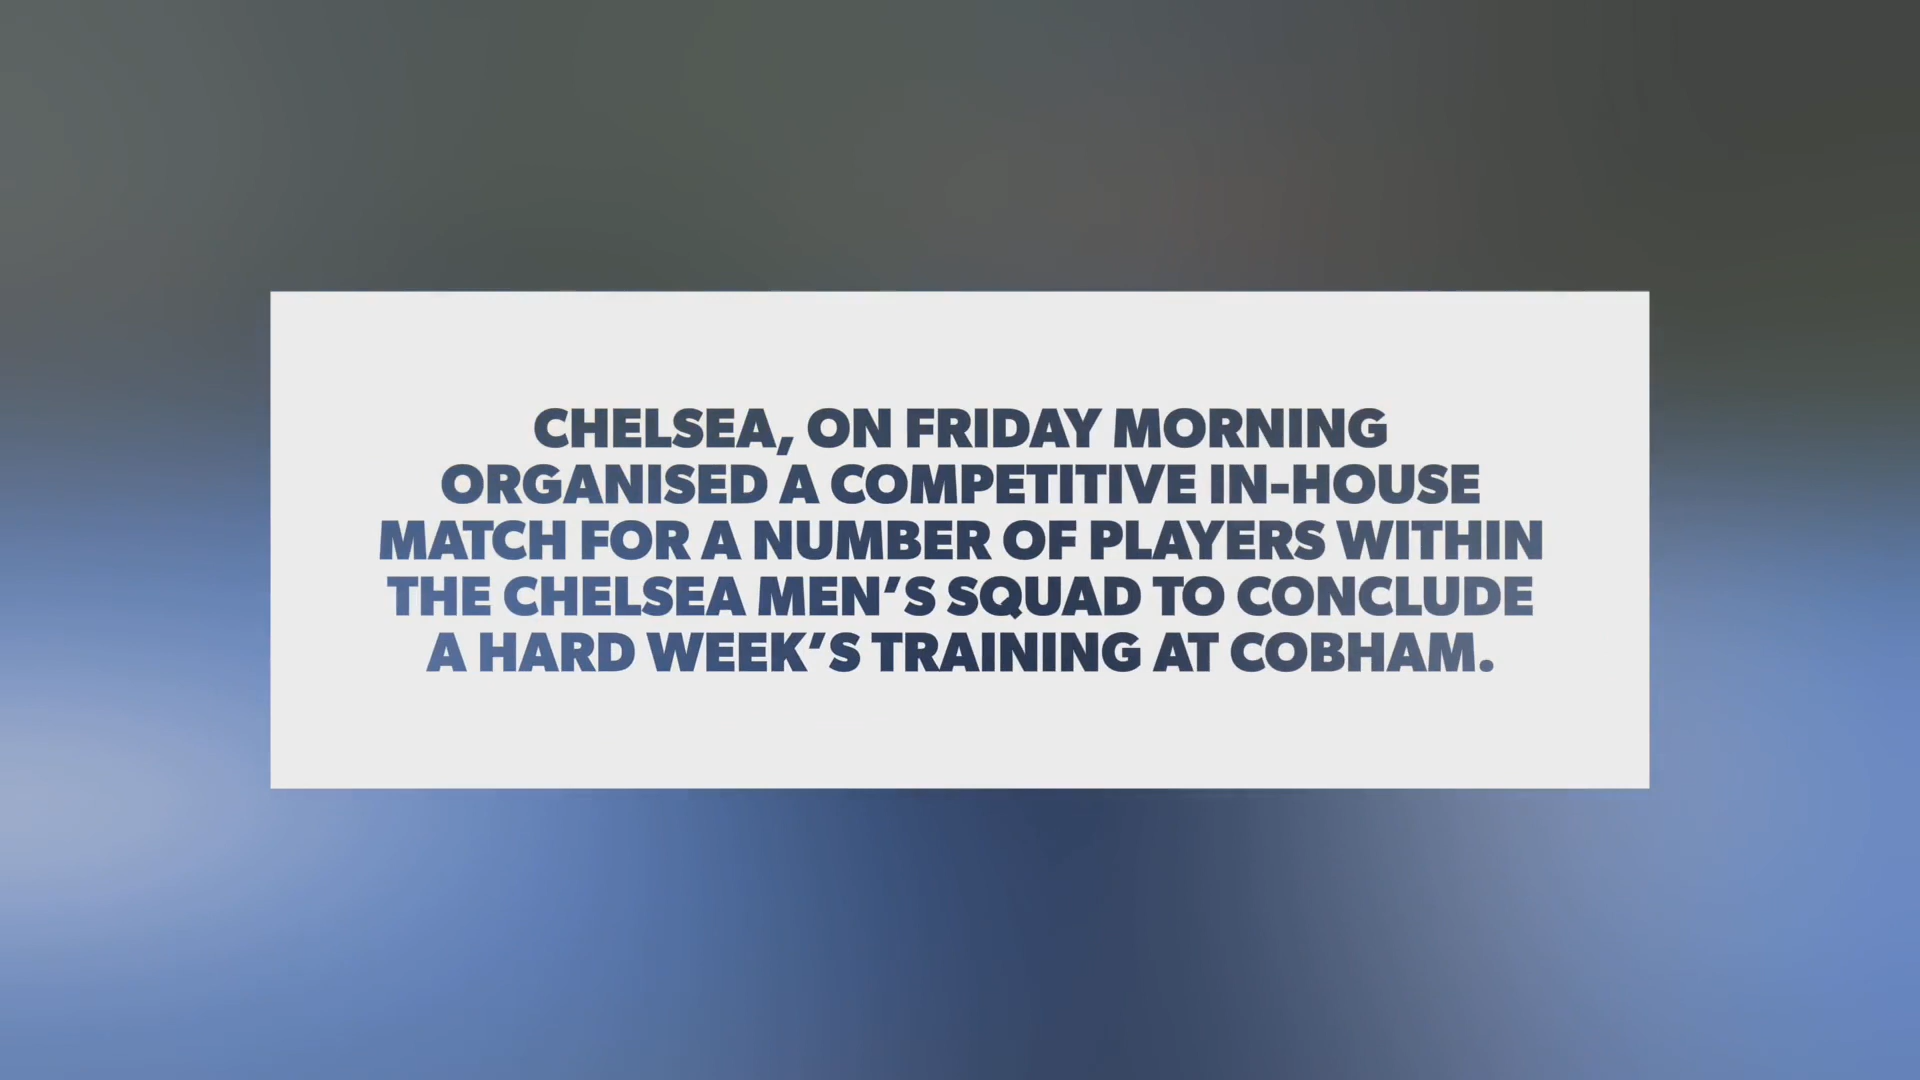 CHELSEA, ON FRIDAY MORNING
ORGANISED A COMPETITIVE IN-HOUSE
MATCH FOR A NUMBER OF PLAYERS WITHIN
THE CHELSEA MEN’S SQUAD TO CONCLUDE
A HARD WEEK’S TRAINING AT COBHAM.